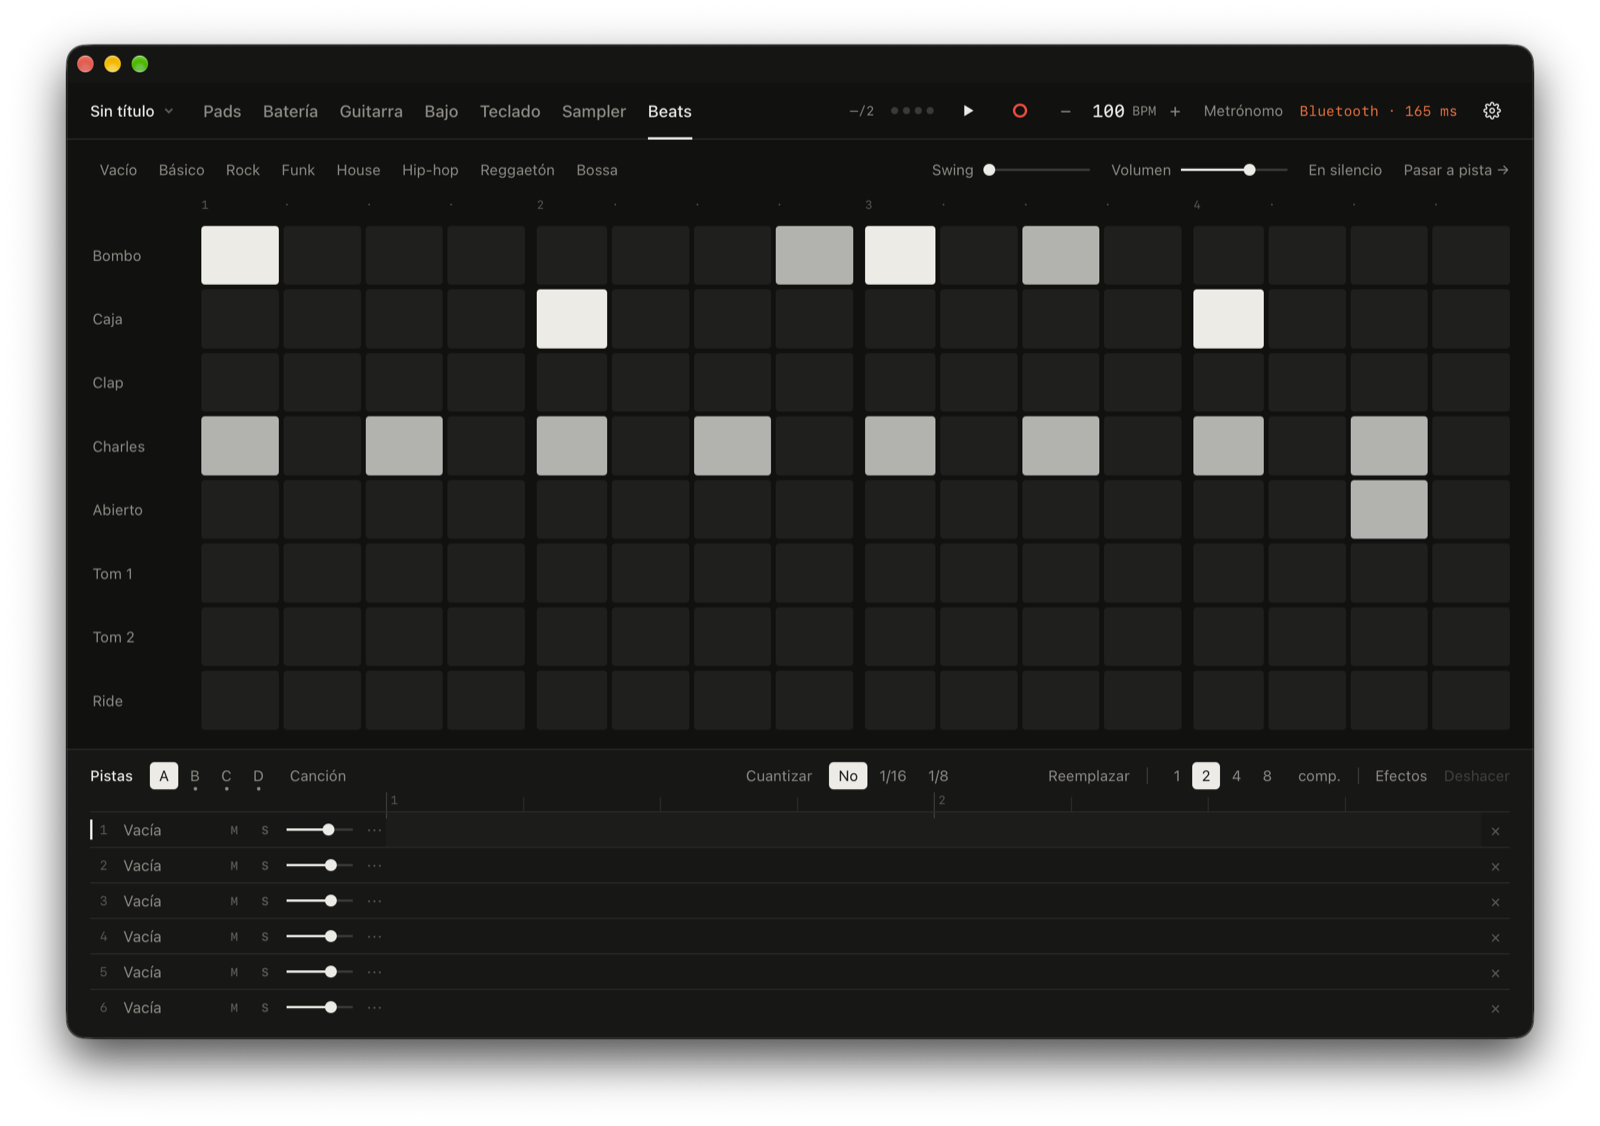 Sin título Pads Batería Guitarra Bajo Teclado Sampler Beats –/2 − 100 BPM + Metrónomo Bluetooth · 165 ms
Vacío Básico Rock Funk House Hip-hop Reggaetón Bossa Swing Volumen En silencio Pasar a pista →
1 · · · 2 · · · 3 · · · 4 · · ·
Bombo
Caja
Clap
Charles
Abierto
Tom 1
Tom 2
Ride
Pistas A B C D Canción Cuantizar No 1/16 1/8 Reemplazar 1 2 4 8 comp. Efectos Deshacer
1 2
1 Vacía M S ··· ×
2 Vacía M S ··· ×
3 Vacía M S ··· ×
4 Vacía M S ··· ×
5 Vacía M S ··· ×
6 Vacía M S ··· ×